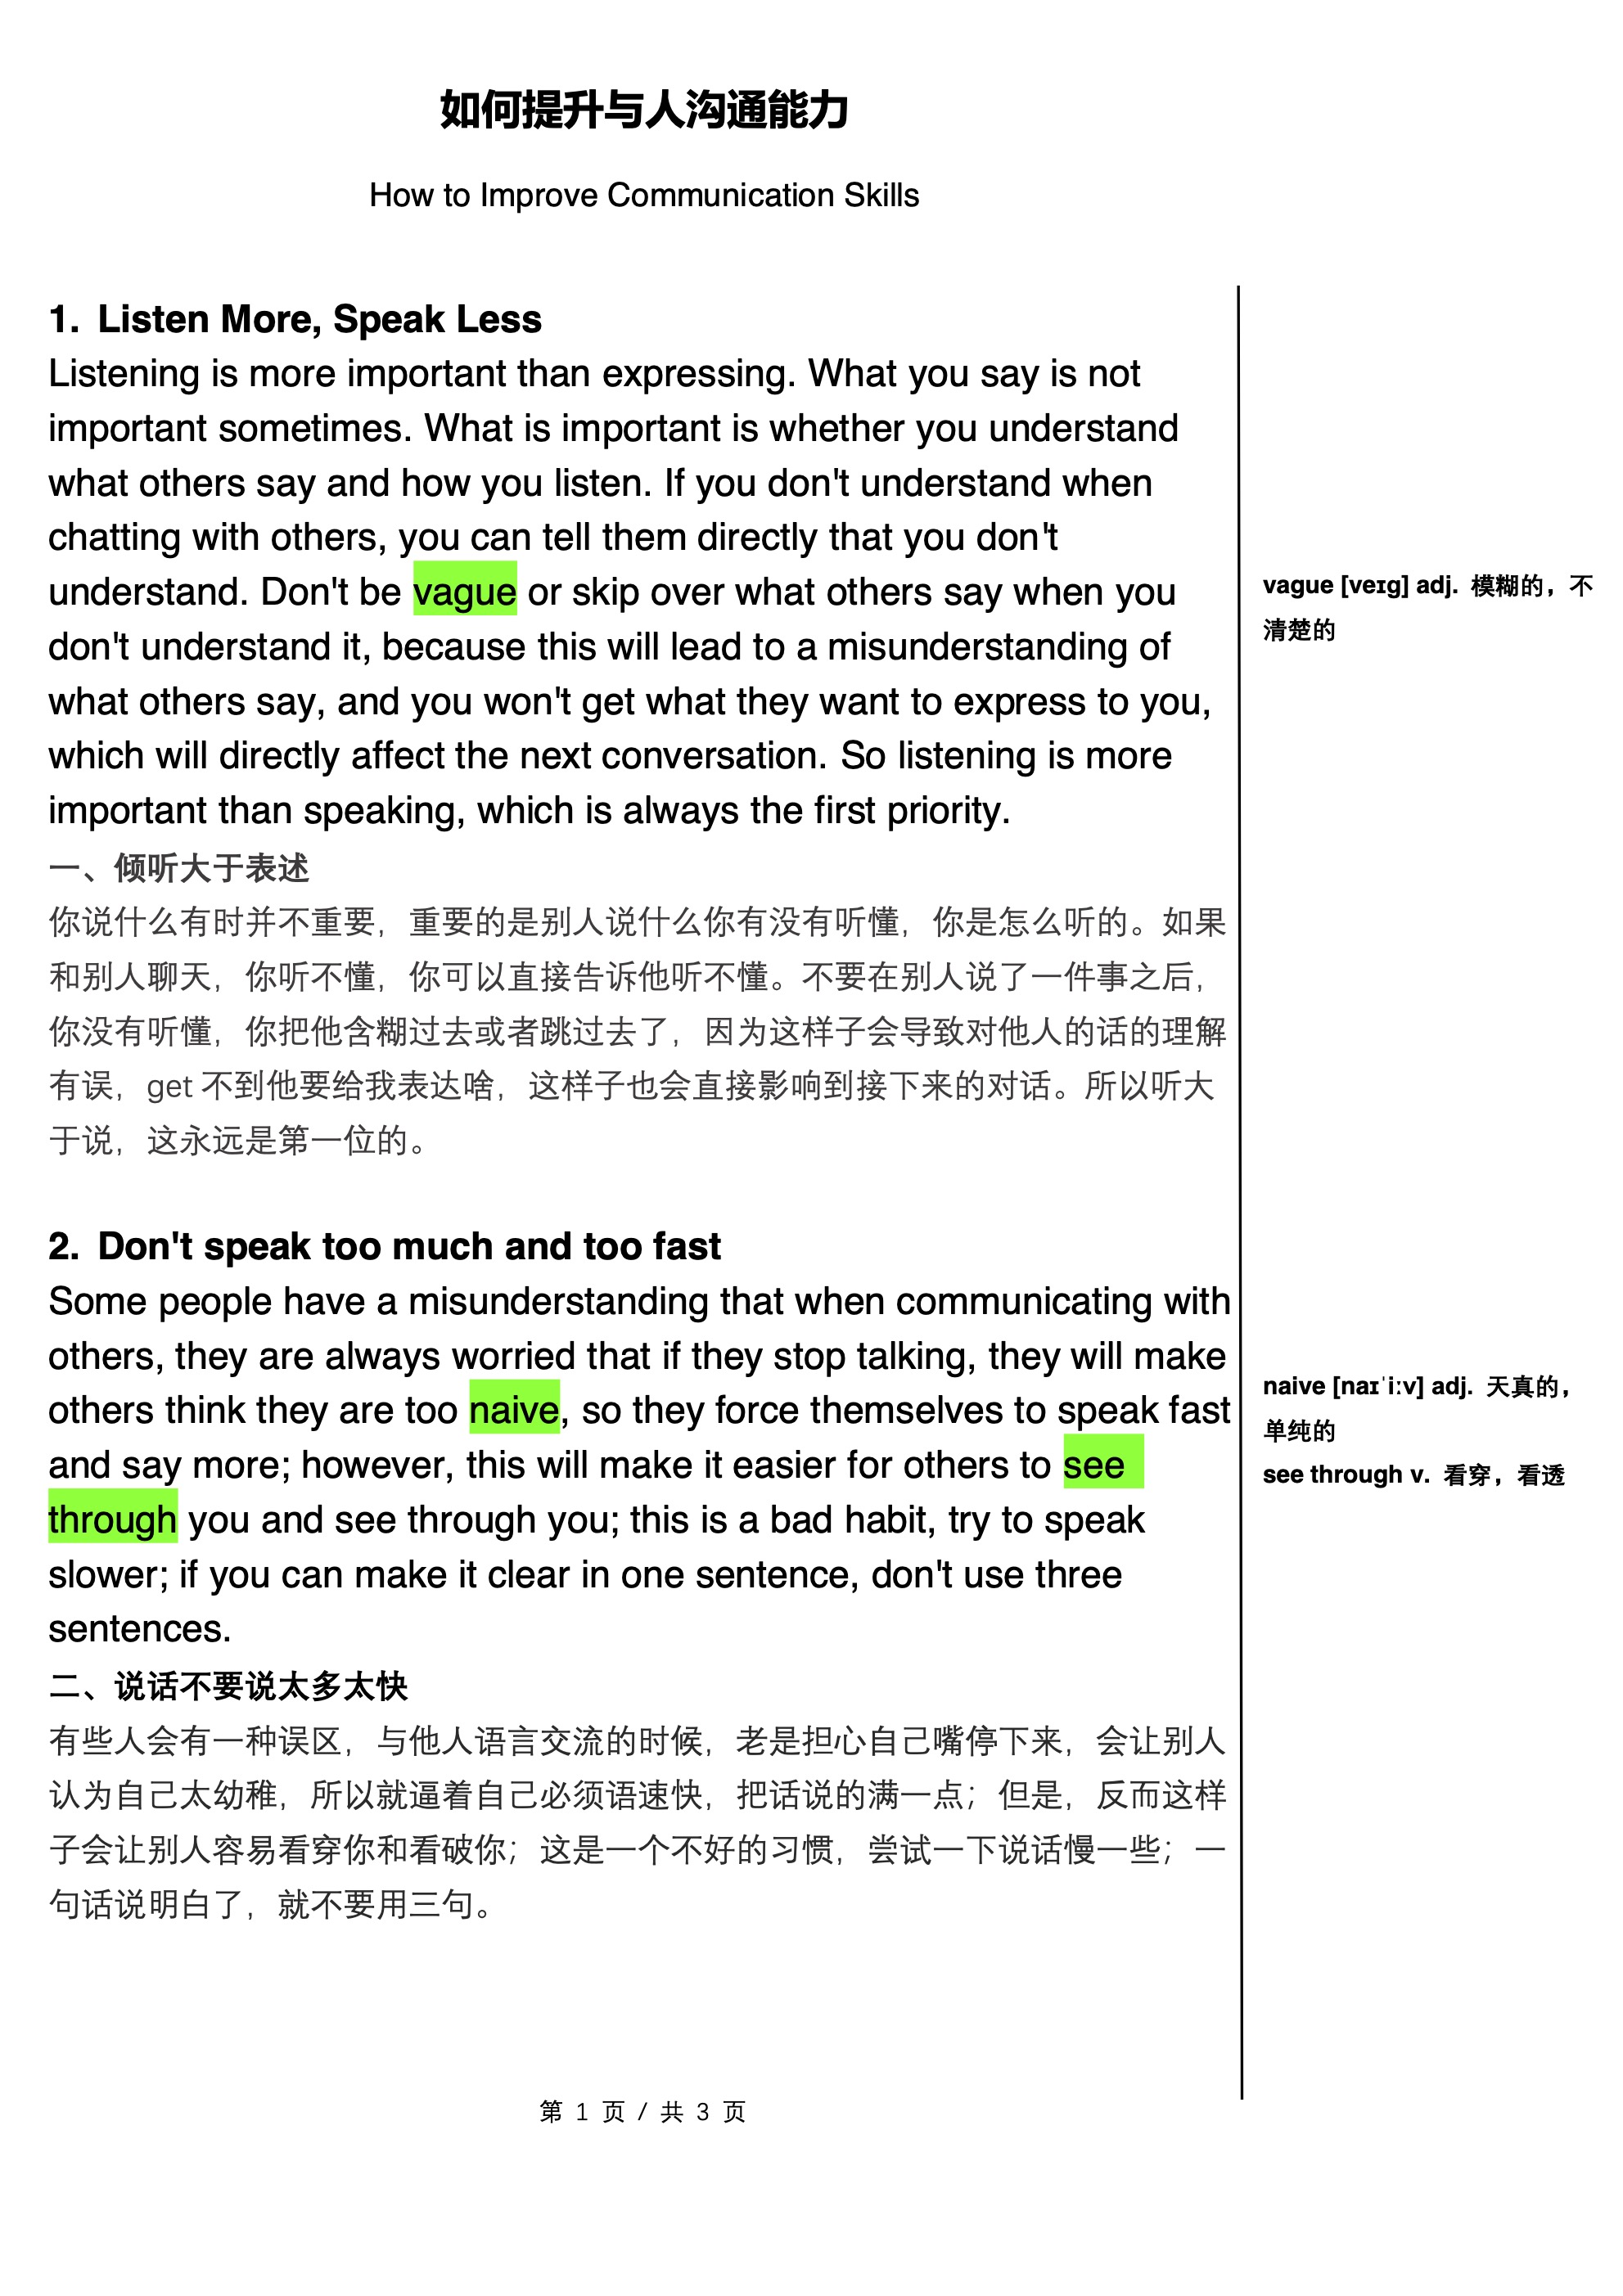 如何提升与人沟通能力
How to Improve Communication Skills
1. Listen More, Speak Less
Listening is more important than expressing. What you say is not
important sometimes. What is important is whether you understand
what others say and how you listen. If you don't understand when
chatting with others, you can tell them directly that you don't
understand. Don't be vague or skip over what others say when you
don't understand it, because this will lead to a misunderstanding of
what others say, and you won't get what they want to express to you,
which will directly affect the next conversation. So listening is more
important than speaking, which is always the first priority.
vague [veɪg] adj. 模糊的，不
清楚的
一、倾听大于表述
你说什么有时并不重要，重要的是别人说什么你有没有听懂，你是怎么听的。如果
和别人聊天，你听不懂，你可以直接告诉他听不懂。不要在别人说了一件事之后，
你没有听懂，你把他含糊过去或者跳过去了，因为这样子会导致对他人的话的理解
有误，get 不到他要给我表达啥，这样子也会直接影响到接下来的对话。所以听大
于说，这永远是第一位的。
2. Don't speak too much and too fast
Some people have a misunderstanding that when communicating with
others, they are always worried that if they stop talking, they will make
others think they are too naive, so they force themselves to speak fast
and say more; however, this will make it easier for others to see
through you and see through you; this is a bad habit, try to speak
slower; if you can make it clear in one sentence, don't use three
sentences.
naive [naɪˈiːv] adj. 天真的，
单纯的
see through v. 看穿，看透
二、说话不要说太多太快
有些人会有一种误区，与他人语言交流的时候，老是担心自己嘴停下来，会让别人
认为自己太幼稚，所以就逼着自己必须语速快，把话说的满一点；但是，反而这样
子会让别人容易看穿你和看破你；这是一个不好的习惯，尝试一下说话慢一些；一
句话说明白了，就不要用三句。
第 1 页 / 共 3 页